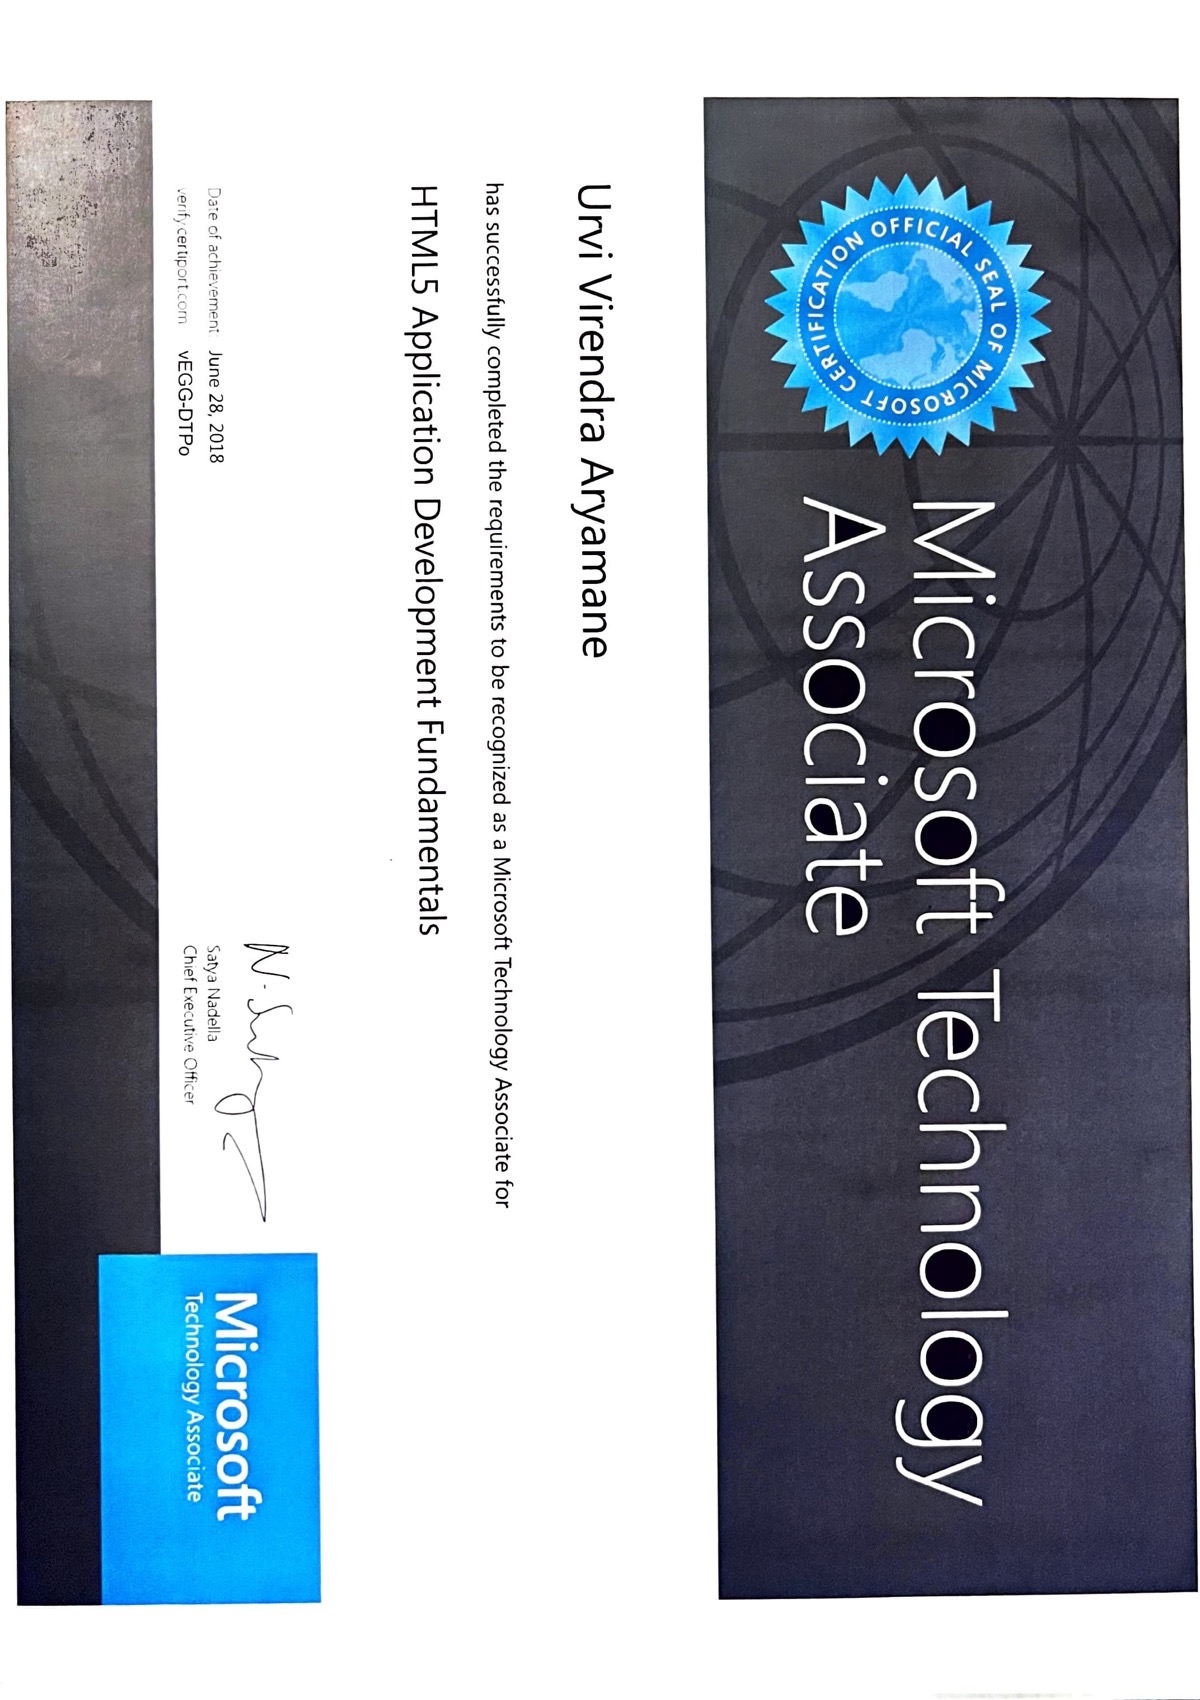 OFFICIAL SEAL OF MICROSOFT CERTIFICATION
Microsoft Technology
Associate
Urvi Virendra Aryamane
has successfully completed the requirements to be recognized as a Microsoft Technology Associate for
HTML5 Application Development Fundamentals
Date of achievement: June 28, 2018
verify.certiport.com vEGG-DTPo
N. Satya
Satya Nadella
Chief Executive Officer
Microsoft
Technology Associate